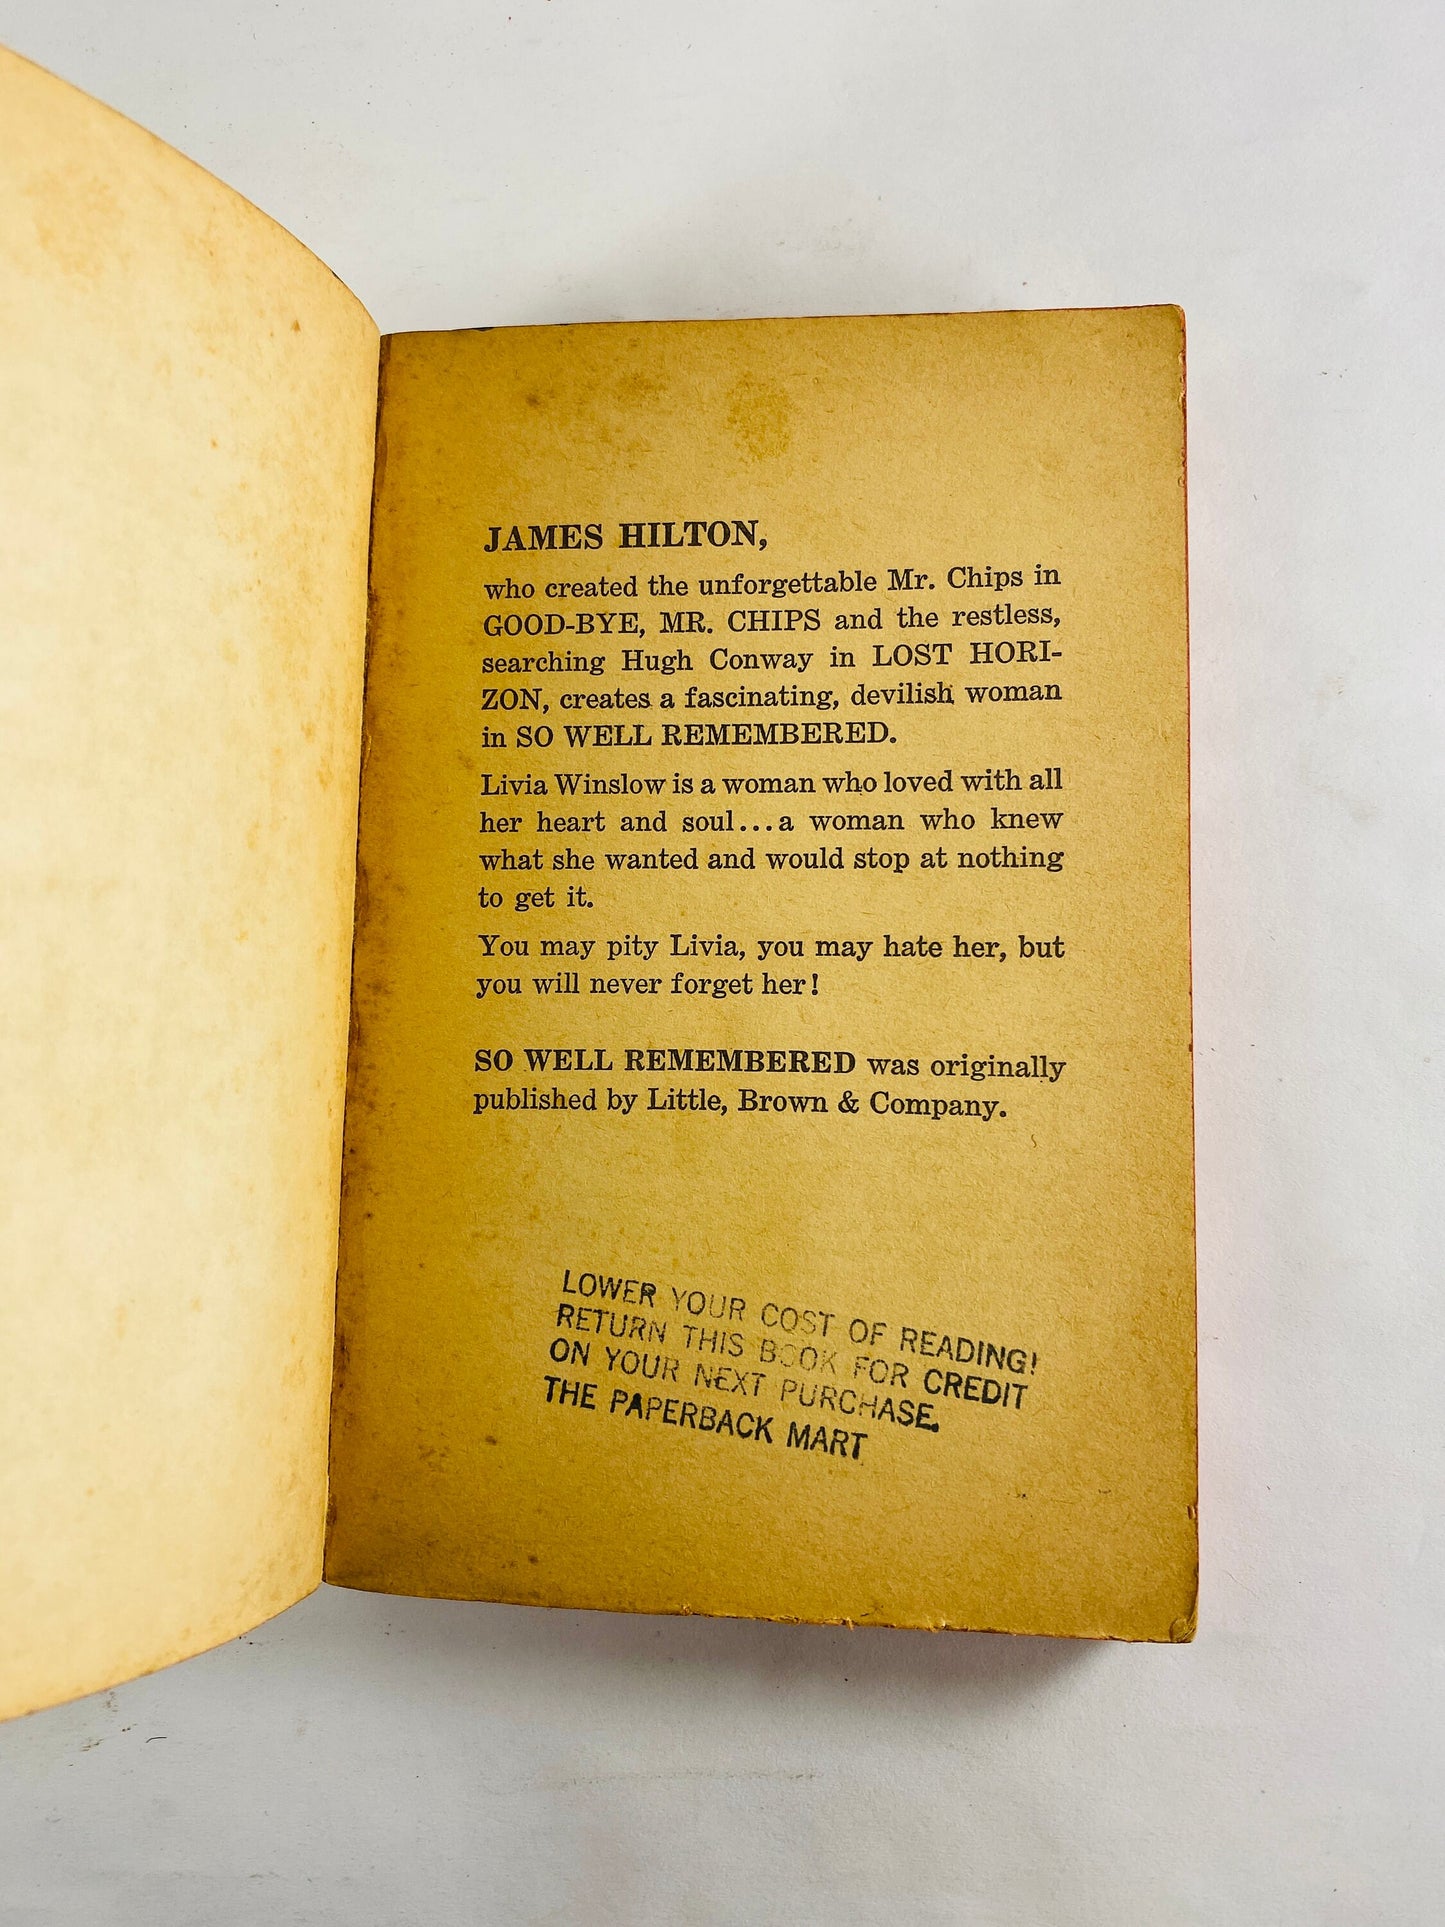 JAMES HILTON,
who created the unforgettable Mr. Chips in
GOOD-BYE, MR. CHIPS and the restless,
searching Hugh Conway in LOST HORI-
ZON, creates a fascinating, devilish woman
in SO WELL REMEMBERED.
Livia Winslow is a woman who loved with all
her heart and soul...a woman who knew
what she wanted and would stop at nothing
to get it.
You may pity Livia, you may hate her, but
you will never forget her!
SO WELL REMEMBERED was originally
published by Little, Brown & Company.
LOWER YOUR COST OF READING!
RETURN THIS BOOK FOR CREDIT
ON YOUR NEXT PURCHASE.
THE PAPERBACK MART